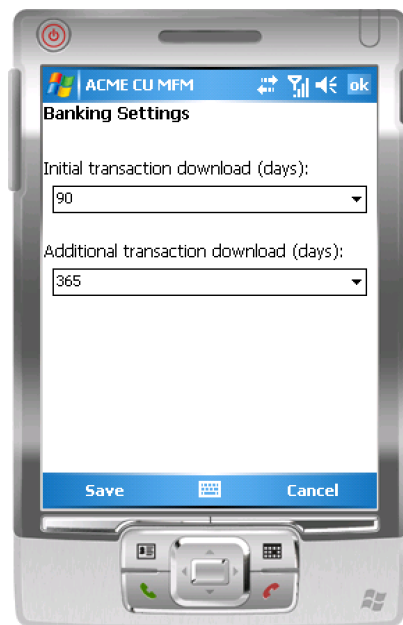 ACME CU MFM
ok
Banking Settings
Initial transaction download (days):
90
Additional transaction download (days):
365
Save
Cancel